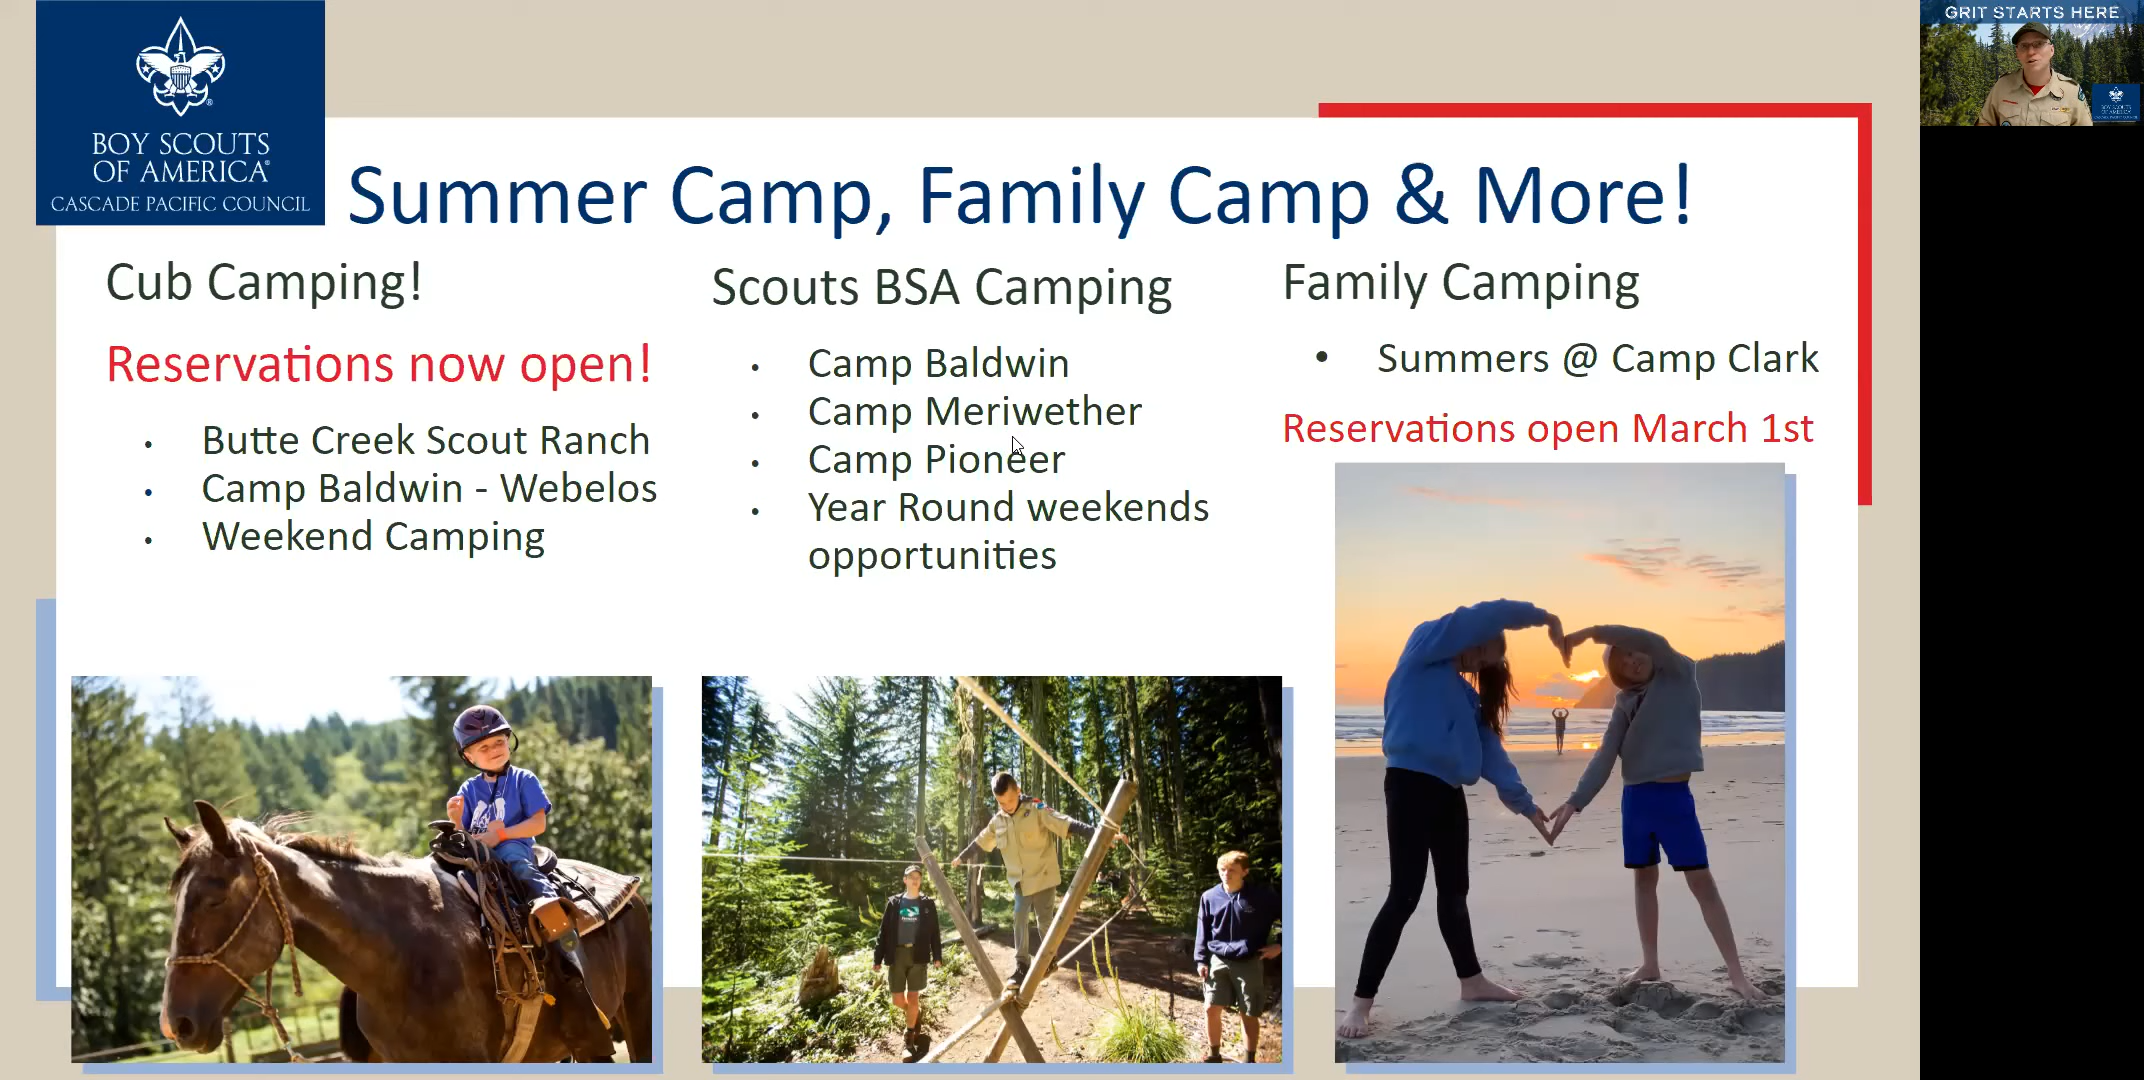 BOY SCOUTS
OF AMERICA®
CASCADE PACIFIC COUNCIL
Summer Camp, Family Camp & More!
Cub Camping!
Reservations now open!
• Butte Creek Scout Ranch
• Camp Baldwin - Webelos
• Weekend Camping
Scouts BSA Camping
• Camp Baldwin
• Camp Meriwether
• Camp Pioneer
• Year Round weekends
opportunities
Family Camping
• Summers @ Camp Clark
Reservations open March 1st
GRIT STARTS HERE